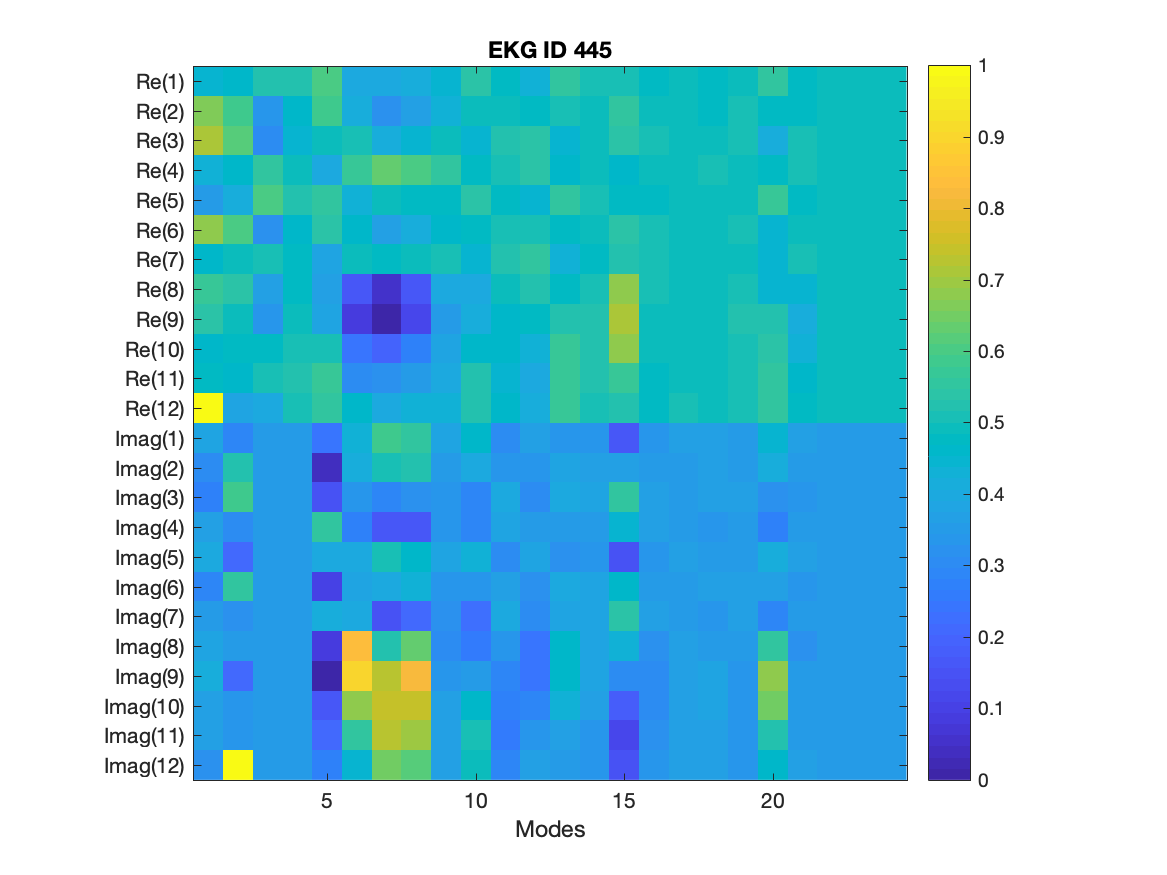 EKG ID 445
Re(1)
Re(2)
Re(3)
Re(4)
Re(5)
Re(6)
Re(7)
Re(8)
Re(9)
Re(10)
Re(11)
Re(12)
Imag(1)
Imag(2)
Imag(3)
Imag(4)
Imag(5)
Imag(6)
Imag(7)
Imag(8)
Imag(9)
Imag(10)
Imag(11)
Imag(12)
5 10 15 20
Modes
1
0.9
0.8
0.7
0.6
0.5
0.4
0.3
0.2
0.1
0